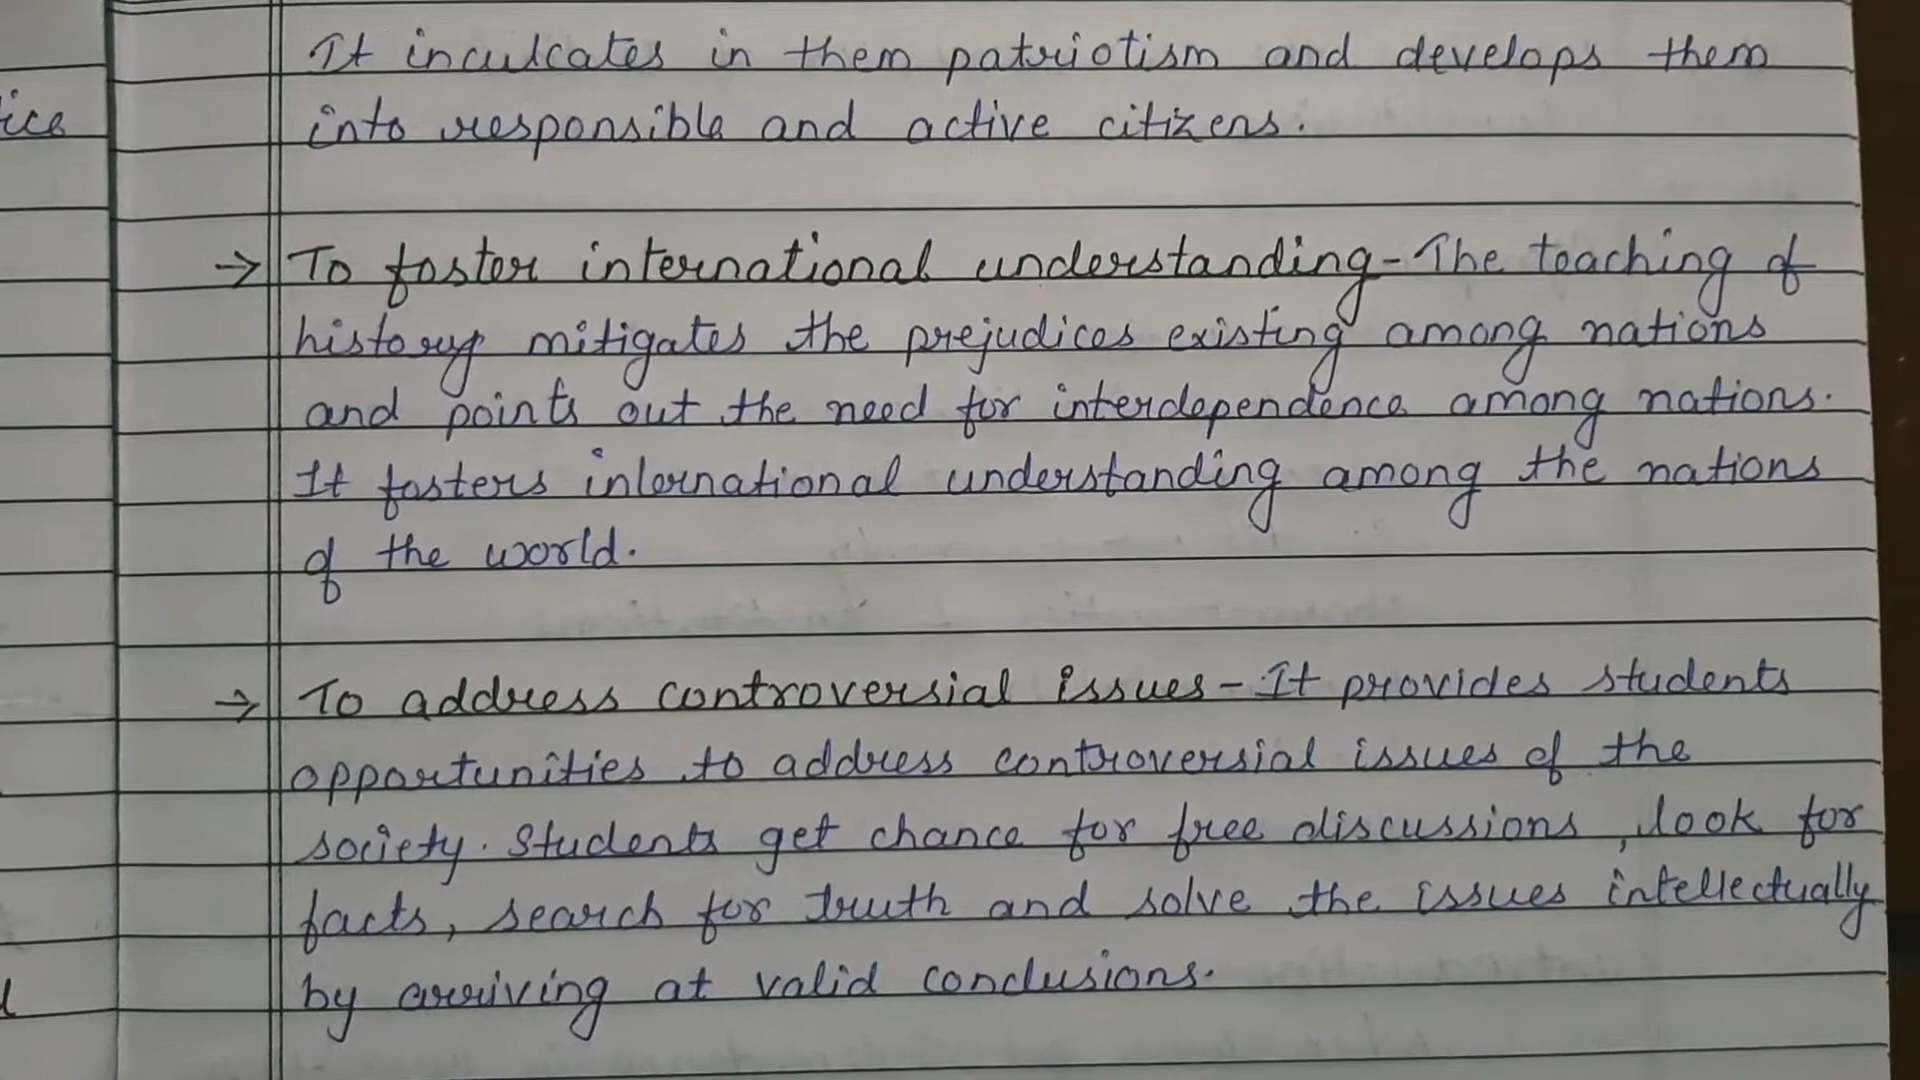 It inculcates in them patriotism and develops them
into responsible and active citizens.
→ To foster international understanding - The teaching of
history mitigates the prejudices existing among nations
and points out the need for interdependence among nations.
It fosters international understanding among the nations
of the world.
→ To address controversial issues - It provides students
opportunities to address controversial issues of the
society. Students get chance for free discussions, look for
facts, search for truth and solve the issues intellectually
by arriving at valid conclusions.